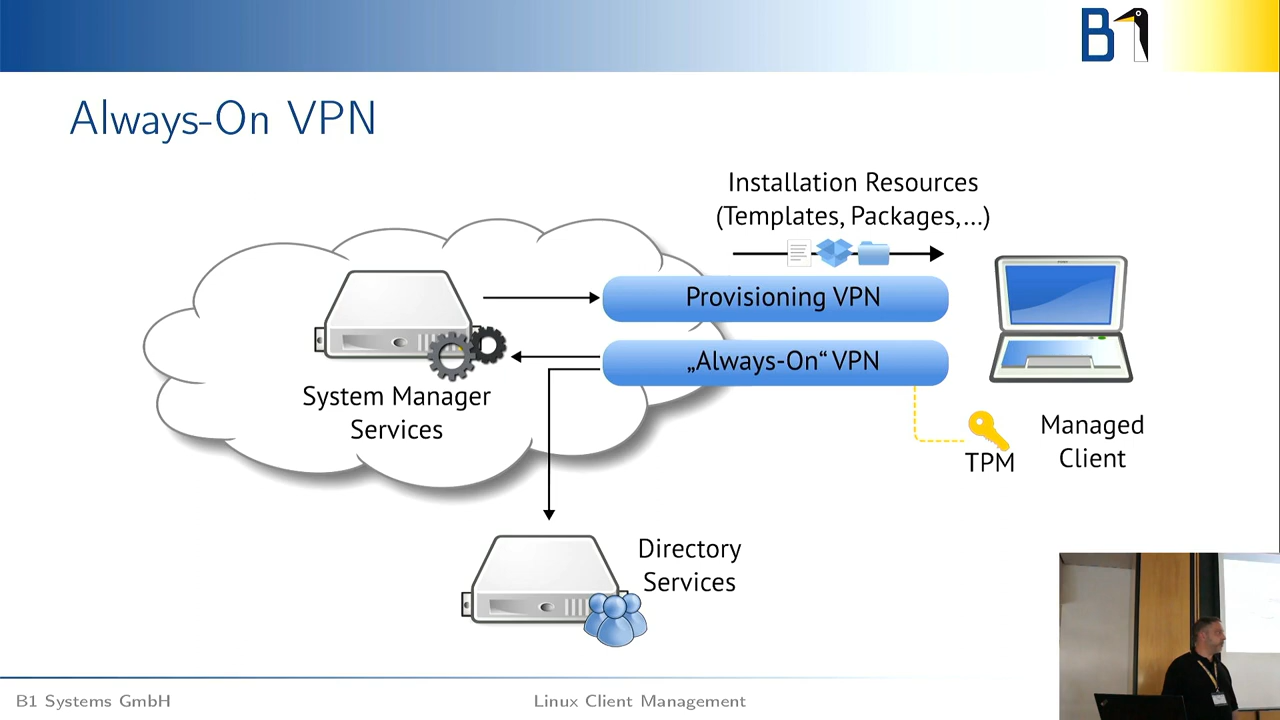 B1
Always-On VPN
Installation Resources
(Templates, Packages,...)
Provisioning VPN
„Always-On“ VPN
System Manager
Services
TPM
Managed
Client
Directory
Services
B1 Systems GmbH
Linux Client Management